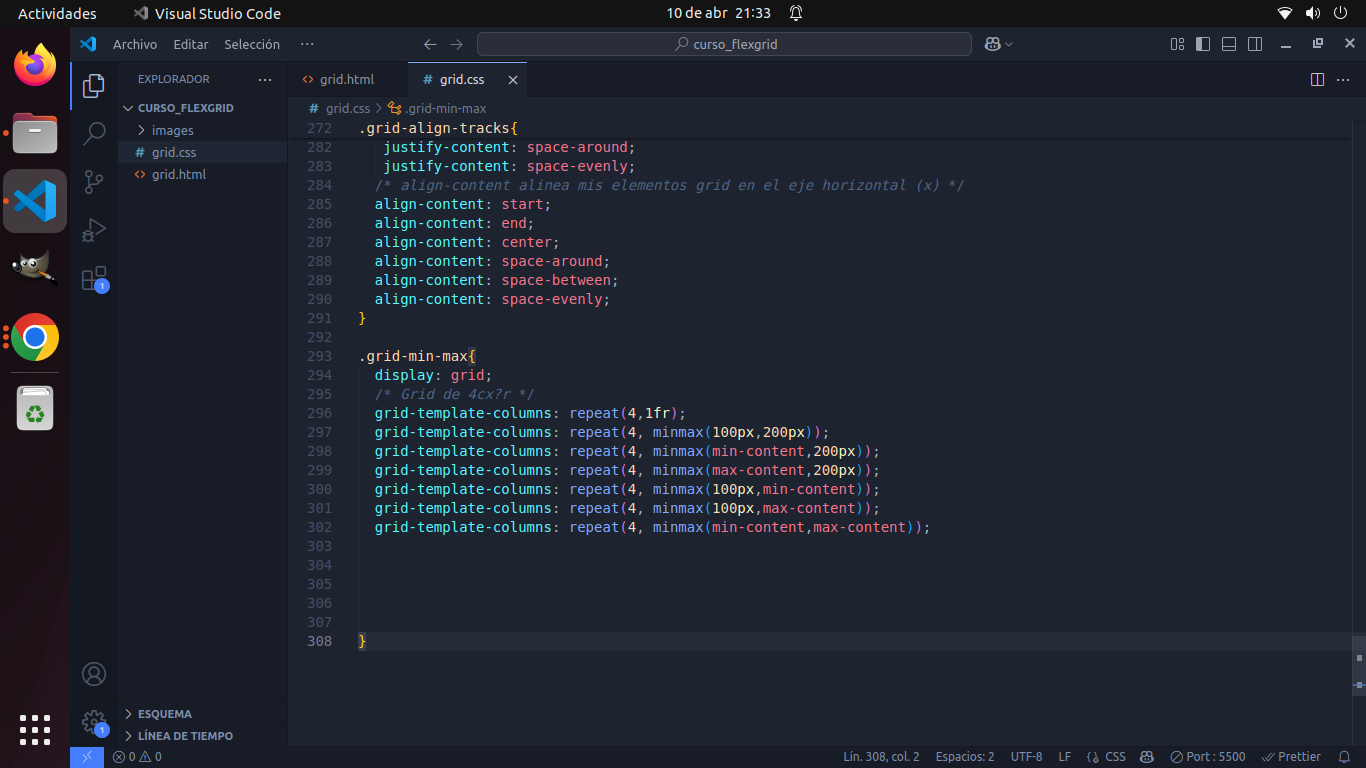 Actividades Visual Studio Code 10 de abr 21:33
Archivo Editar Selección ··· curso_flexgrid
EXPLORADOR ··· grid.html # grid.css
CURSO_FLEXGRID
images
# grid.css
grid.html
# grid.css > .grid-min-max
272 .grid-align-tracks{
282 justify-content: space-around;
283 justify-content: space-evenly;
284 /* align-content alinea mis elementos grid en el eje horizontal (x) */
285 align-content: start;
286 align-content: end;
287 align-content: center;
288 align-content: space-around;
289 align-content: space-between;
290 align-content: space-evenly;
291 }
292
293 .grid-min-max{
294 display: grid;
295 /* Grid de 4cx?r */
296 grid-template-columns: repeat(4,1fr);
297 grid-template-columns: repeat(4, minmax(100px,200px));
298 grid-template-columns: repeat(4, minmax(min-content,200px));
299 grid-template-columns: repeat(4, minmax(max-content,200px));
300 grid-template-columns: repeat(4, minmax(100px,min-content));
301 grid-template-columns: repeat(4, minmax(100px,max-content));
302 grid-template-columns: repeat(4, minmax(min-content,max-content));
303
304
305
306
307
308 }
1
ESQUEMA
1
LÍNEA DE TIEMPO
0 0 Lín. 308, col. 2 Espacios: 2 UTF-8 LF CSS Port : 5500 Prettier